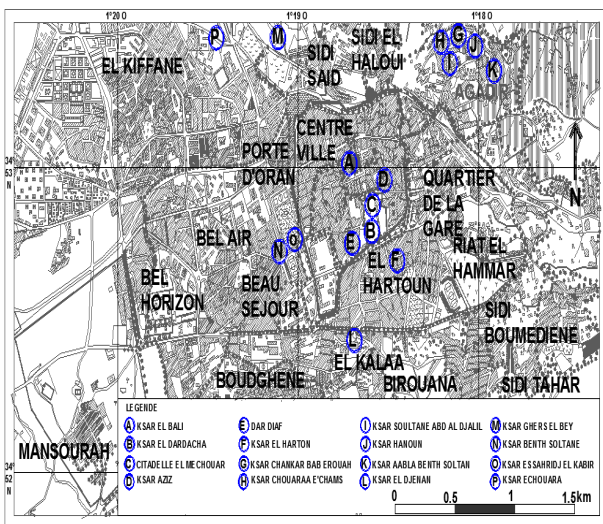 1°20 1°19 1°18
P M H G J
SIDI EL
HALOUI
SIDI
SAID
I
EL KIFFANE
K
AGADIR
CENTRE
VILLE
PORTE
D'ORAN
34°
53
N
A
D
QUARTIER
DE LA
GARE
N
C
BEL AIR
B
N O E
EL
HARTOUN
F
RIAT EL
HAMMAR
BEL
HORIZON
BEAU
SEJOUR
SIDI
BOUMEDIENE
L
EL KALAA
BOUDGHENE
BIROUANA
SIDI TAHAR
MANSOURAH
34°
52
N
LEGENDE
A KSAR EL BALI
B KSAR EL DARDACHA
C CITADELLE EL MECHOUAR
D KSAR AZIZ
E DAR DIAF
F KSAR EL HARTON
G KSAR CHANKAR BAB EROUAH
H KSAR CHOUARAA E'CHAMS
I KSAR SOULTANE ABD AL DJALIL
J KSAR HANOUN
K KSAR AABLA BENTH SOLTAN
L KSAR EL DJENAN
M KSAR GHERS EL BEY
N KSAR BENTH SOLTANE
O KSAR ESSAHRIDJ EL KABIR
P KSAR ECHOUARA
0 0.5 1 1.5km